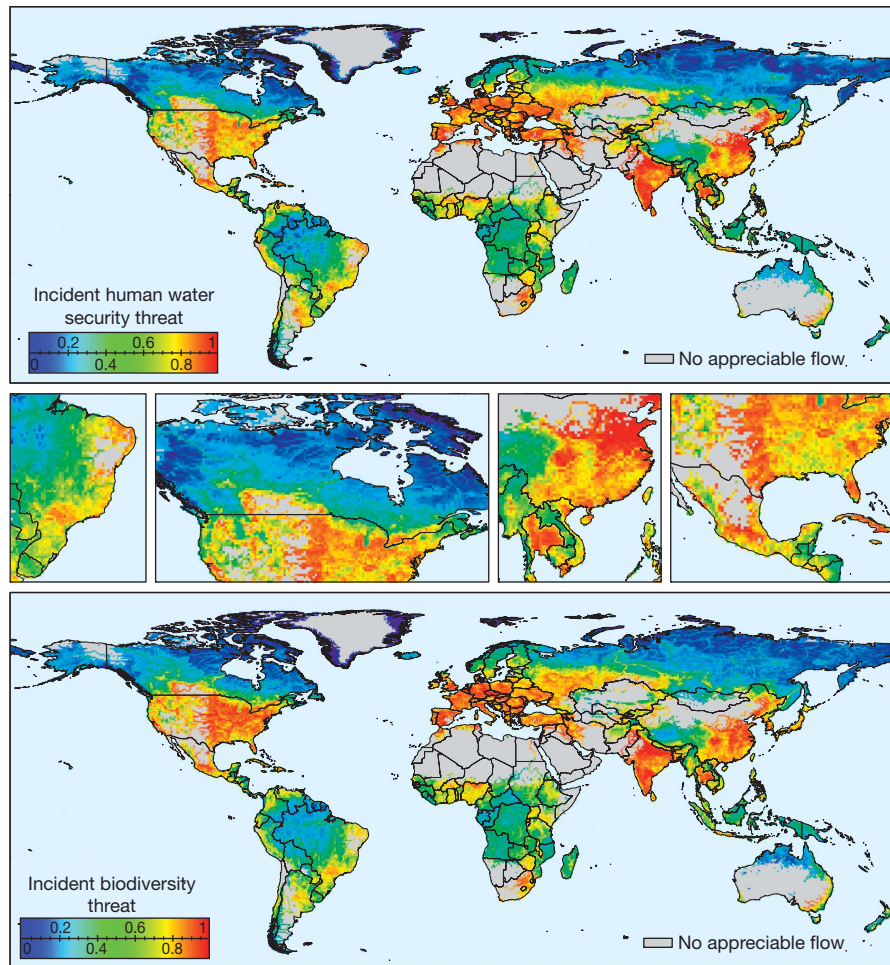 Incident human water
security threat
0.2 0.6 1
0 0.4 0.8
No appreciable flow
Incident biodiversity
threat
0.2 0.6 1
0 0.4 0.8
No appreciable flow